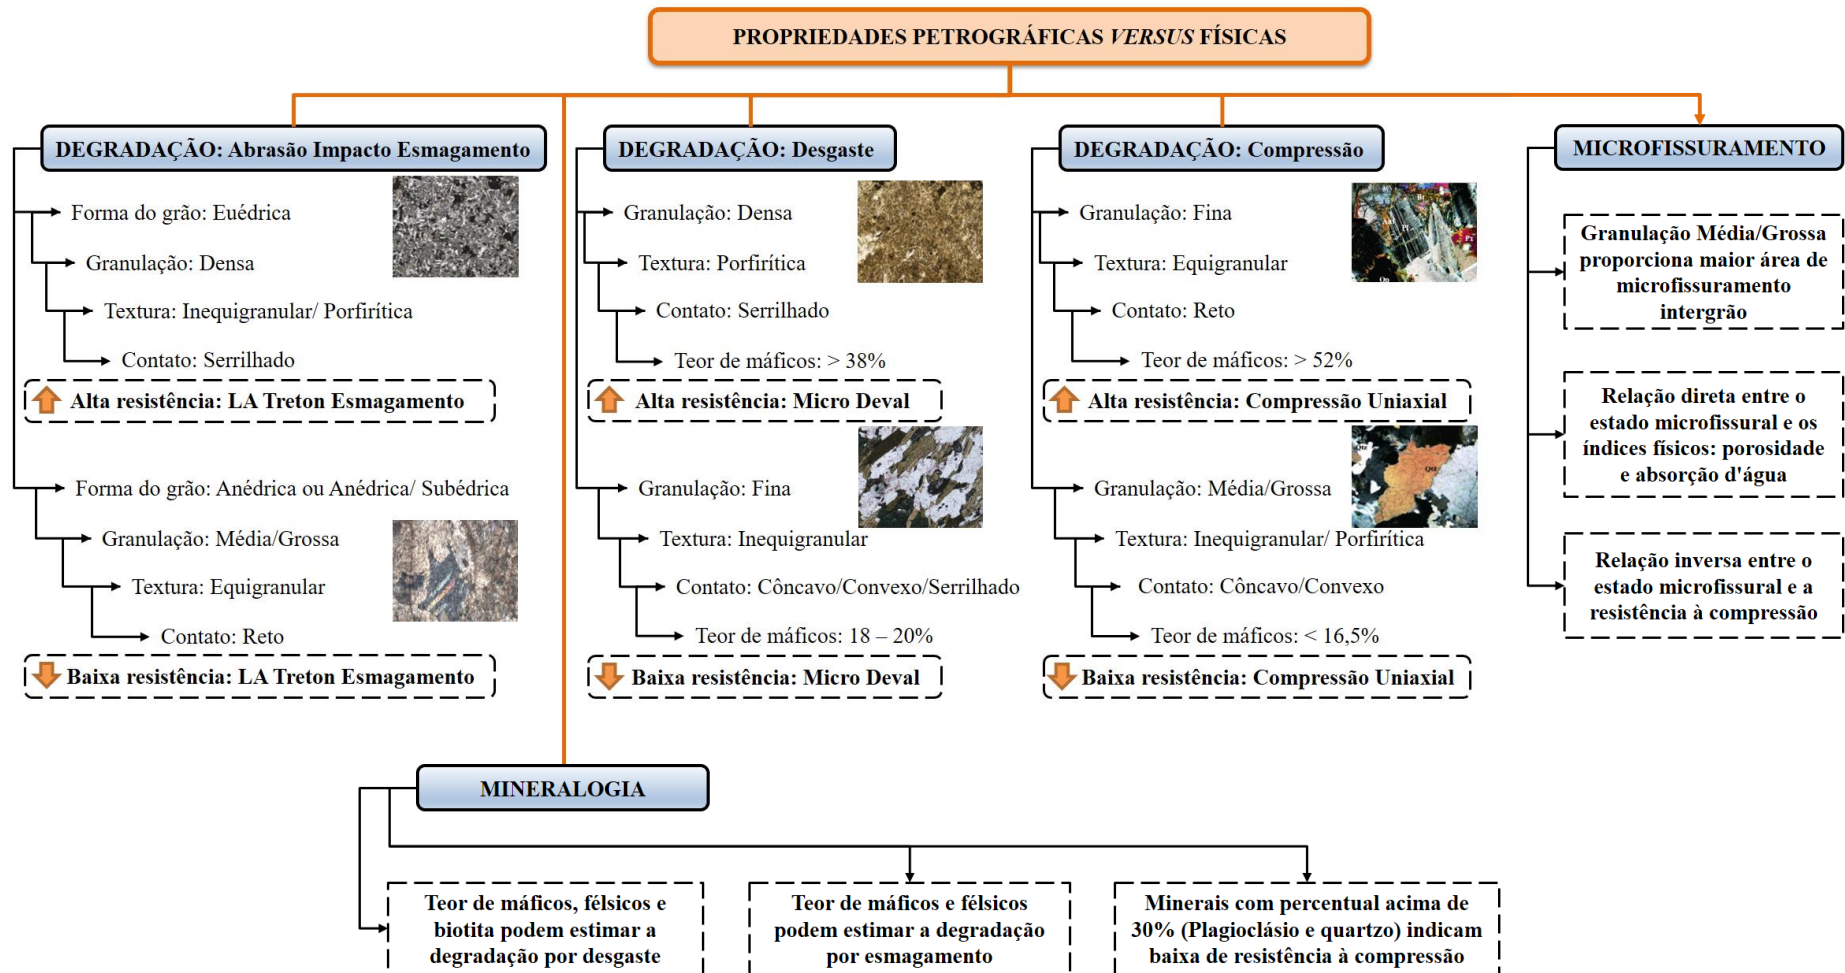 PROPRIEDADES PETROGRÁFICAS VERSUS FÍSICAS
DEGRADAÇÃO: Abrasão Impacto Esmagamento
Forma do grão: Euédrica
Granulação: Densa
Textura: Inequigranular/ Porfirítica
Contato: Serrilhado
Alta resistência: LA Treton Esmagamento
Forma do grão: Anédrica ou Anédrica/ Subédrica
Granulação: Média/Grossa
Textura: Equigranular
Contato: Reto
Baixa resistência: LA Treton Esmagamento
DEGRADAÇÃO: Desgaste
Granulação: Densa
Textura: Porfirítica
Contato: Serrilhado
Teor de máficos: > 38%
Alta resistência: Micro Deval
Granulação: Fina
Textura: Inequigranular
Contato: Côncavo/Convexo/Serrilhado
Teor de máficos: 18 – 20%
Baixa resistência: Micro Deval
DEGRADAÇÃO: Compressão
Granulação: Fina
Textura: Equigranular
Contato: Reto
Teor de máficos: > 52%
Alta resistência: Compressão Uniaxial
Granulação: Média/Grossa
Textura: Inequigranular/ Porfirítica
Contato: Côncavo/Convexo
Teor de máficos: < 16,5%
Baixa resistência: Compressão Uniaxial
MICROFISSURAMENTO
Granulação Média/Grossa
proporciona maior área de
microfissuramento
intergrão
Relação direta entre o
estado microfissural e os
índices físicos: porosidade
e absorção d'água
Relação inversa entre o
estado microfissural e a
resistência à compressão
MINERALOGIA
Teor de máficos, félsicos e
biotita podem estimar a
degradação por desgaste
Teor de máficos e félsicos
podem estimar a degradação
por esmagamento
Minerais com percentual acima de
30% (Plagioclásio e quartzo) indicam
baixa de resistência à compressão